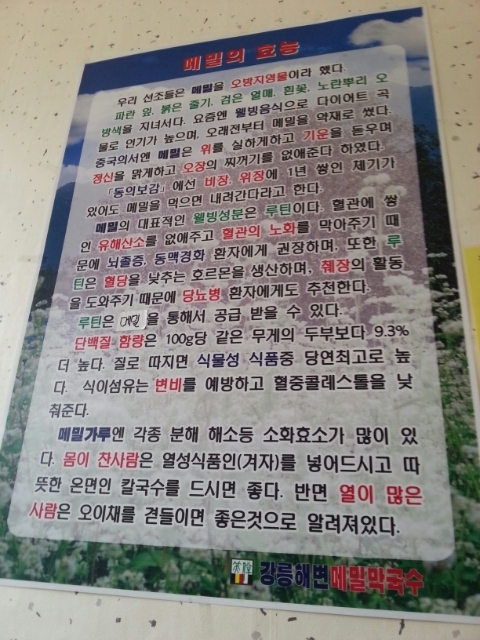 메밀의 효능
우리 선조들은 메밀을 오방지영물이라 했다.
파란 잎, 붉은 줄기, 검은 열매, 흰꽃, 노란뿌리 오
방색을 지녀서다. 요즘엔 웰빙음식으로 다이어트 곡
물로 인기가 높으며, 오래전부터 메밀을 약재로 썼다.
중국의서엔 메밀은 위를 실하게하고 기운을 돋우며
정신을 맑게하고 오장의 찌꺼기를 없애준다 하였다.
「동의보감」에선 비장. 위장에 1년 쌓인 체기가
있어도 메밀을 먹으면 내려간다라고 한다.
메밀의 대표적인 웰빙성분은 루틴이다. 혈관에 쌓
인 유해산소를 없애주고 혈관의 노화를 막아주기 때
문에 뇌졸증, 동맥경화 환자에게 권장하며, 또한 루
틴은 혈당을 낮추는 호르몬을 생산하며, 췌장의 활동
을 도와주기 때문에 당뇨병 환자에게도 추천한다.
루틴은 메밀을 통해서 공급 받을 수 있다.
단백질 함량은 100g당 같은 무게의 두부보다 9.3%
더 높다. 질로 따지면 식물성 식품중 당연최고로 높
다. 식이섬유는 변비를 예방하고 혈중콜레스톨을 낮
춰준다.
메밀가루엔 각종 분해 해소등 소화효소가 많이 있
다. 몸이 찬사람은 열성식품인(겨자)를 넣어드시고 따
뜻한 온면인 칼국수를 드시면 좋다. 반면 열이 많은
사람은 오이채를 곁들이면 좋은것으로 알려져있다.
강릉해변메밀막국수